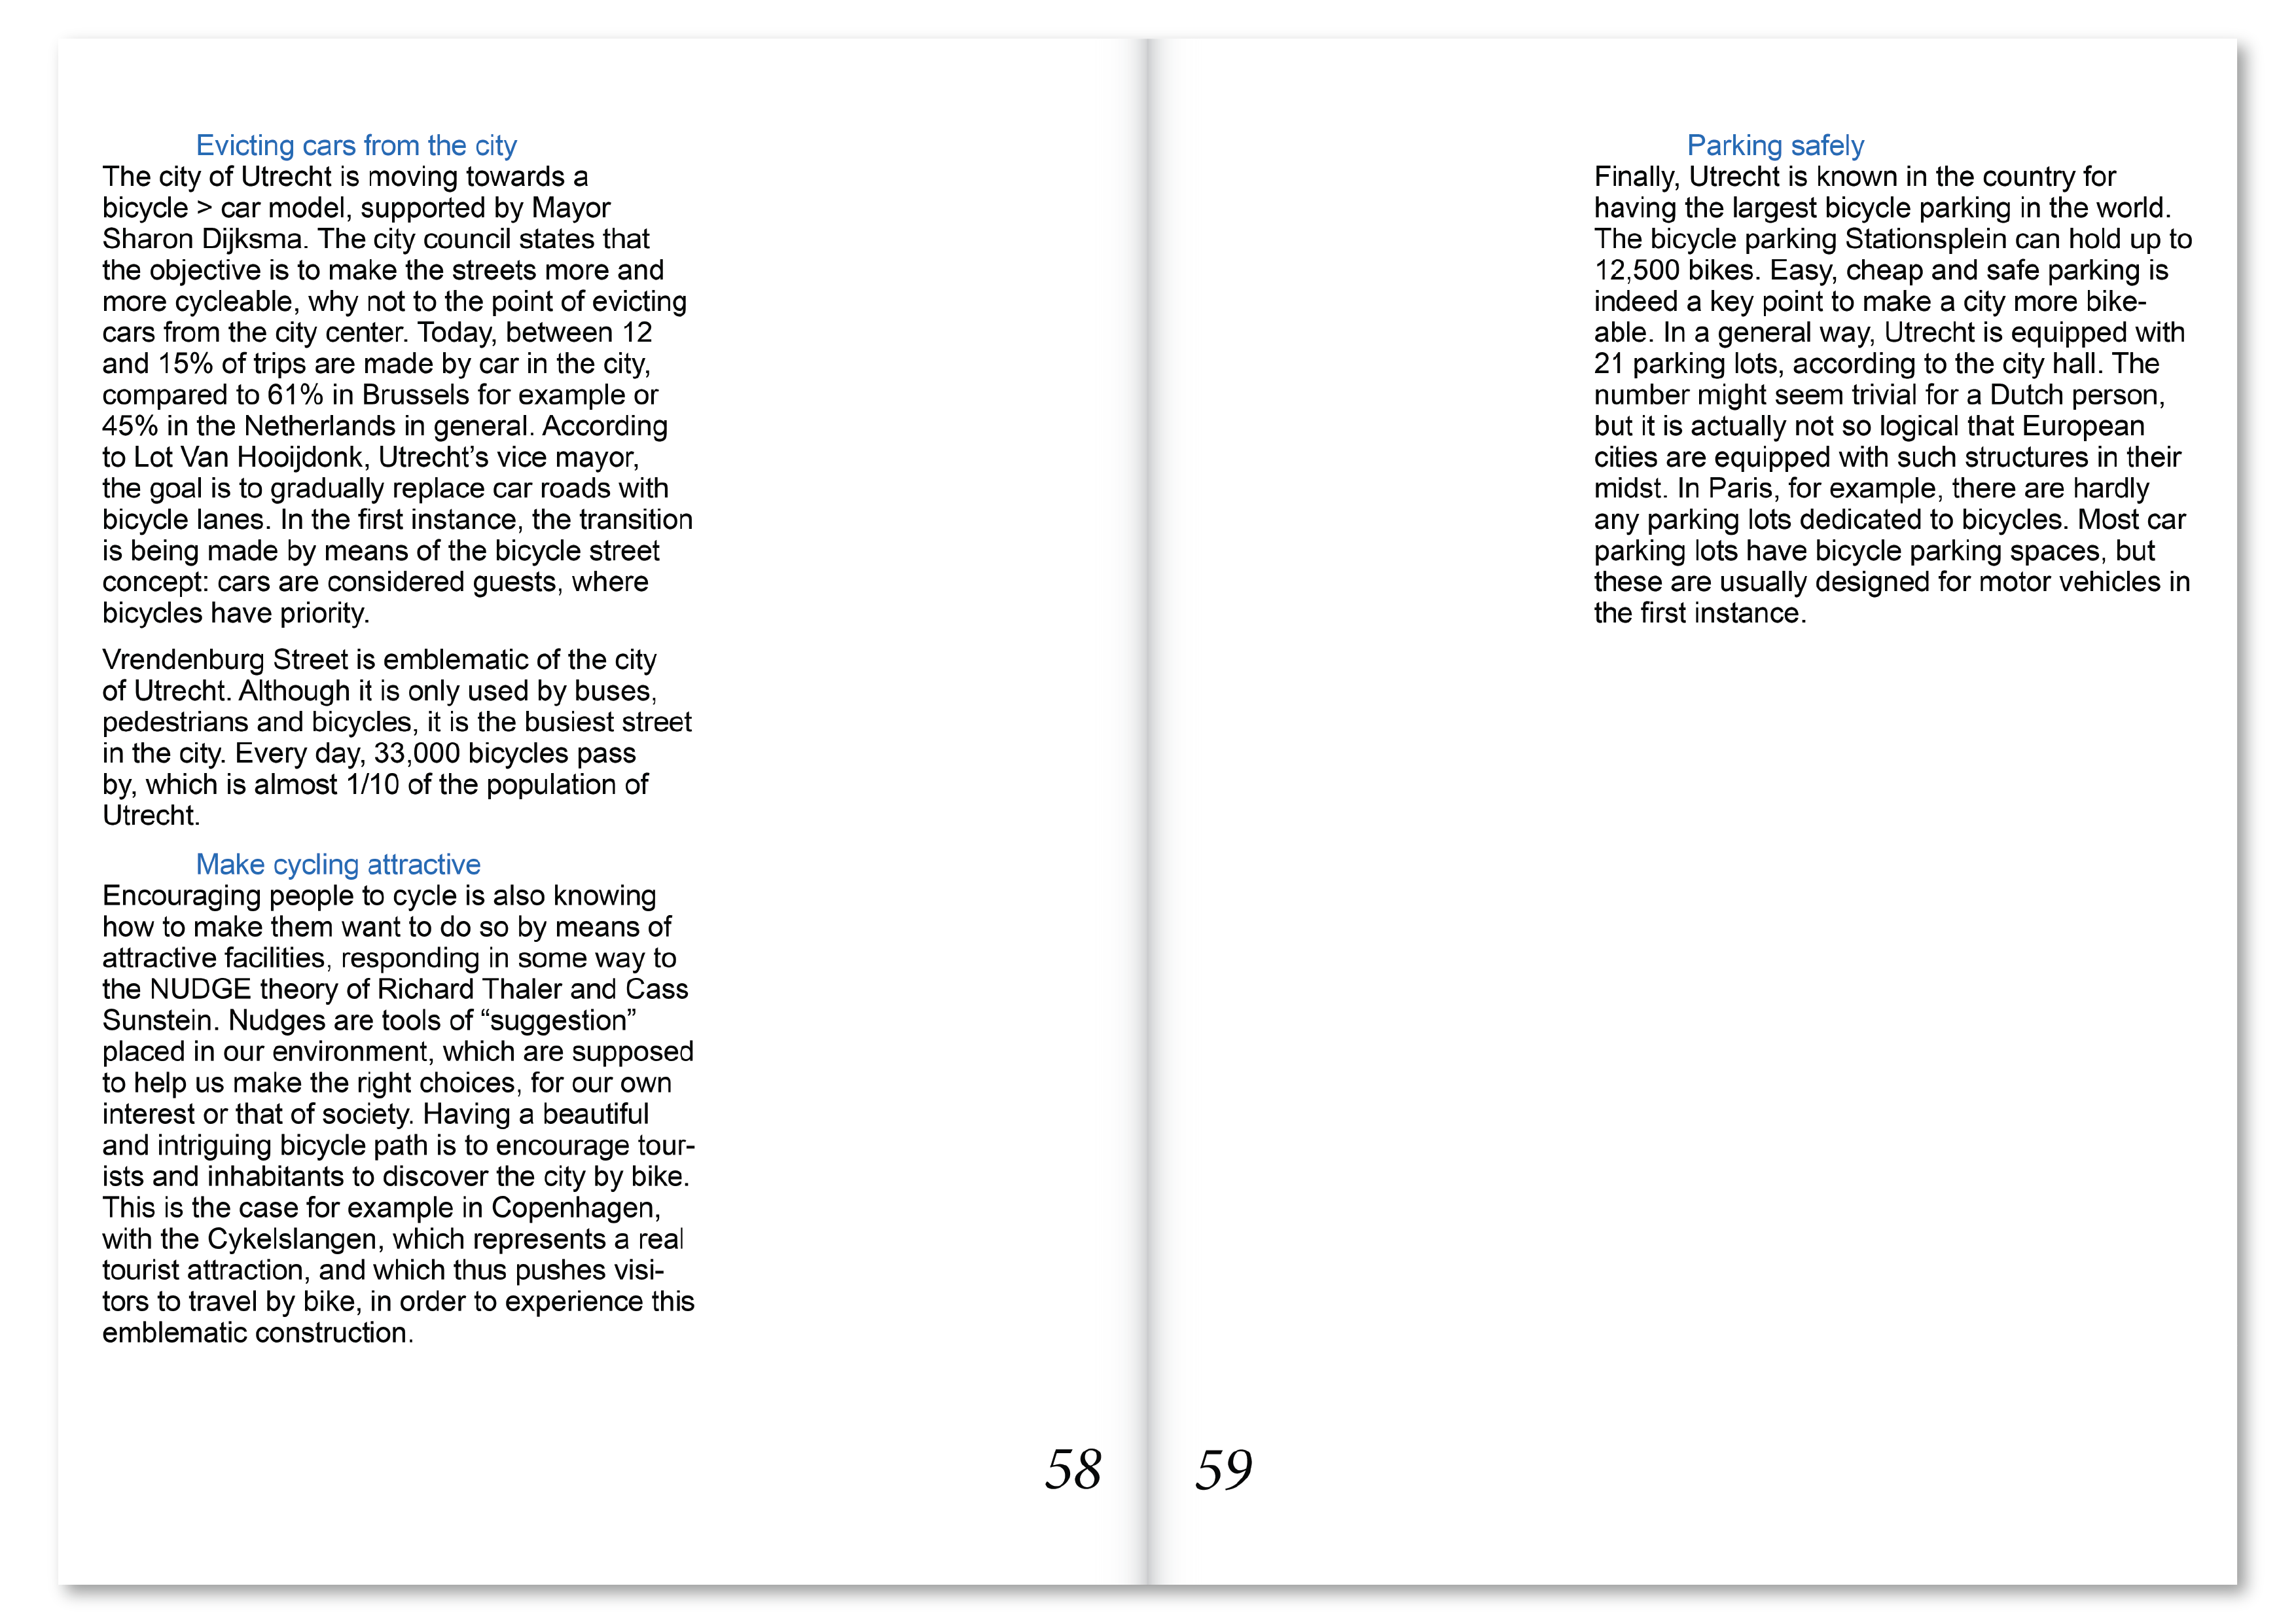 Evicting cars from the city
The city of Utrecht is moving towards a
bicycle > car model, supported by Mayor
Sharon Dijksma. The city council states that
the objective is to make the streets more and
more cycleable, why not to the point of evicting
cars from the city center. Today, between 12
and 15% of trips are made by car in the city,
compared to 61% in Brussels for example or
45% in the Netherlands in general. According
to Lot Van Hooijdonk, Utrecht’s vice mayor,
the goal is to gradually replace car roads with
bicycle lanes. In the first instance, the transition
is being made by means of the bicycle street
concept: cars are considered guests, where
bicycles have priority.
Vrendenburg Street is emblematic of the city
of Utrecht. Although it is only used by buses,
pedestrians and bicycles, it is the busiest street
in the city. Every day, 33,000 bicycles pass
by, which is almost 1/10 of the population of
Utrecht.
Make cycling attractive
Encouraging people to cycle is also knowing
how to make them want to do so by means of
attractive facilities, responding in some way to
the NUDGE theory of Richard Thaler and Cass
Sunstein. Nudges are tools of “suggestion”
placed in our environment, which are supposed
to help us make the right choices, for our own
interest or that of society. Having a beautiful
and intriguing bicycle path is to encourage tour-
ists and inhabitants to discover the city by bike.
This is the case for example in Copenhagen,
with the Cykelslangen, which represents a real
tourist attraction, and which thus pushes visi-
tors to travel by bike, in order to experience this
emblematic construction.
58
Parking safely
Finally, Utrecht is known in the country for
having the largest bicycle parking in the world.
The bicycle parking Stationsplein can hold up to
12,500 bikes. Easy, cheap and safe parking is
indeed a key point to make a city more bike-
able. In a general way, Utrecht is equipped with
21 parking lots, according to the city hall. The
number might seem trivial for a Dutch person,
but it is actually not so logical that European
cities are equipped with such structures in their
midst. In Paris, for example, there are hardly
any parking lots dedicated to bicycles. Most car
parking lots have bicycle parking spaces, but
these are usually designed for motor vehicles in
the first instance.
59